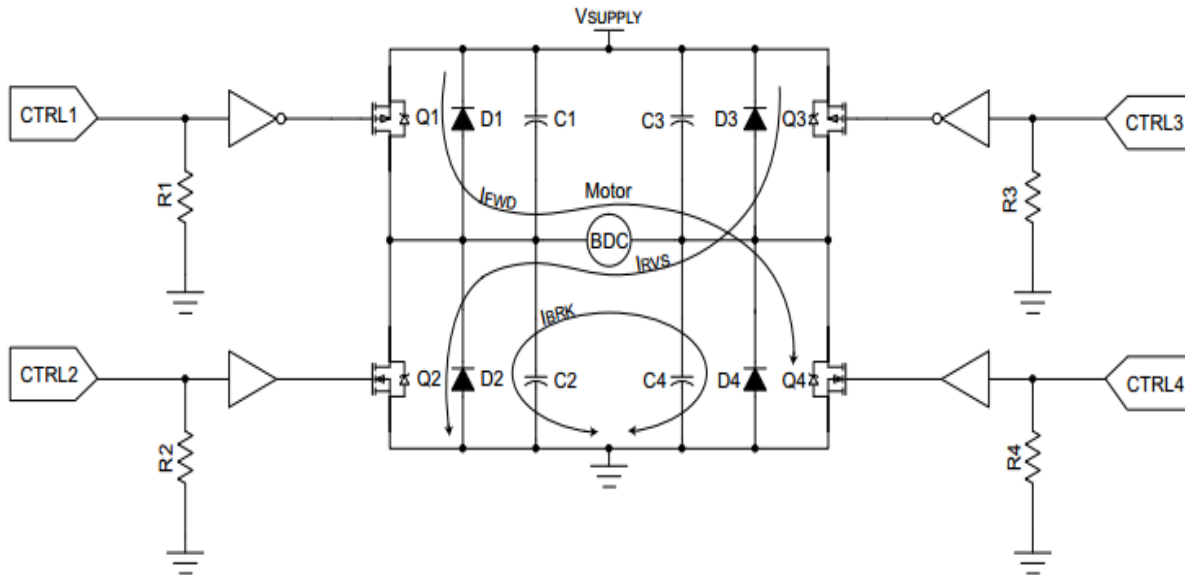 VSUPPLY
CTRL1
Q1
D1
C1
C3
D3
Q3
CTRL3
R1
IFWD
Motor
R3
BDC
IRVS
IBRK
CTRL2
Q2
D2
C2
C4
D4
Q4
CTRL4
R2
R4